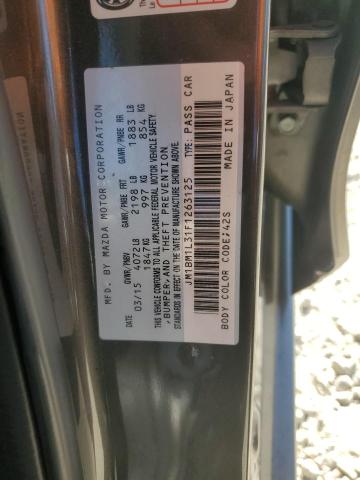 MFD. BY MAZDA MOTOR CORPORATION
GVWR/PNBV GAWR/PNBE FRT GAWR/PNBE RR
03/15 4072LB 2198 LB 1883 LB
1847KG 997 KG 854 KG
THIS VEHICLE CONFORMS TO ALL APPLICABLE FEDERAL MOTOR VEHICLE SAFETY,
BUMPER, AND THEFT PREVENTION
STANDARDS IN EFFECT ON THE DATE OF MANUFACTURE SHOWN ABOVE.
JM1BM1L31F1263125 TYPE: PASS CAR
MADE IN JAPAN
BODY COLOR CODE:42S